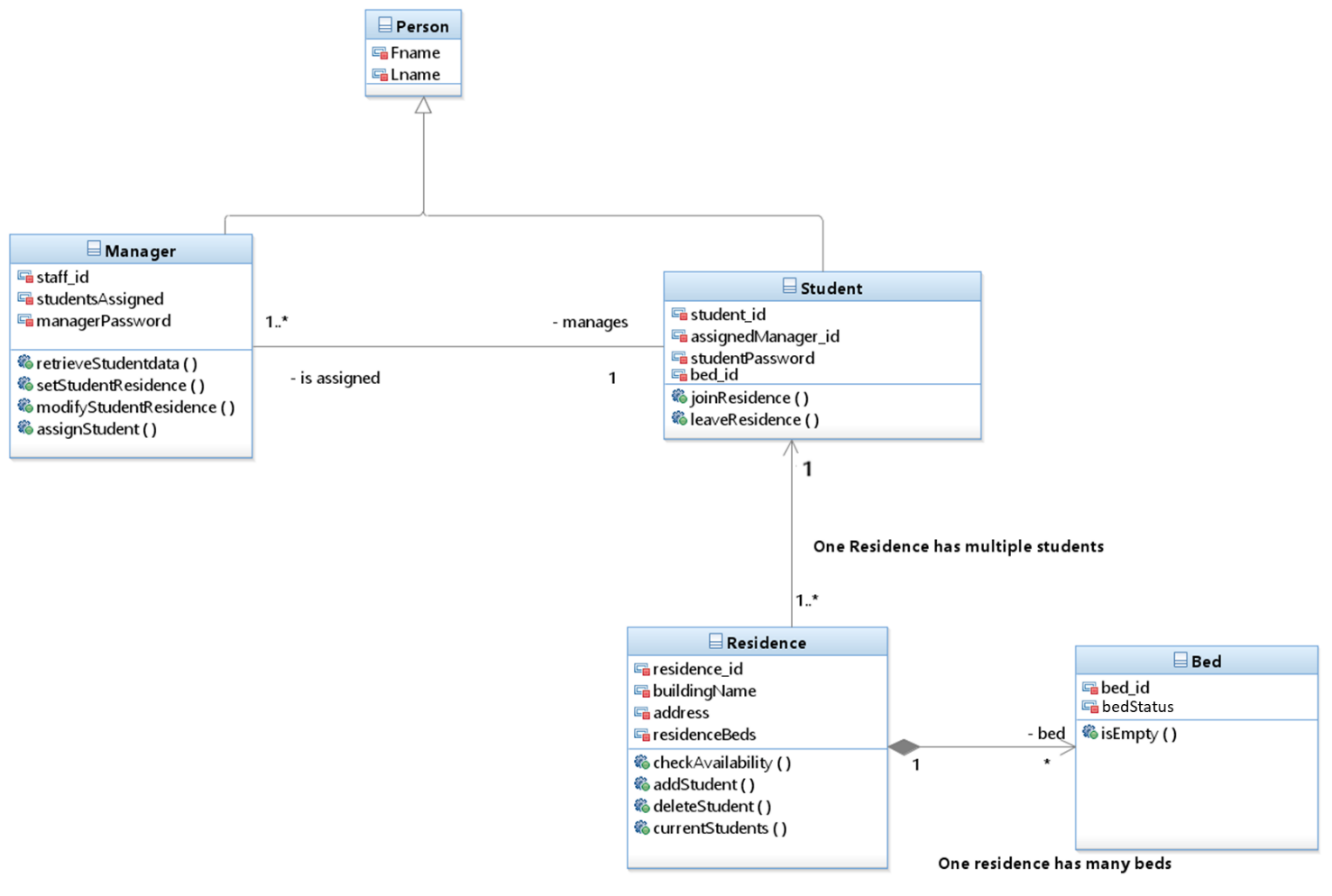 Person
Fname
Lname
Manager
staff_id
studentsAssigned
managerPassword
retrieveStudentdata ( )
setStudentResidence ( )
modifyStudentResidence ( )
assignStudent ( )
1..*
- manages
- is assigned
1
Student
student_id
assignedManager_id
studentPassword
bed_id
joinResidence ( )
leaveResidence ( )
1
One Residence has multiple students
1..*
Residence
residence_id
buildingName
address
residenceBeds
checkAvailability ( )
addStudent ( )
deleteStudent ( )
currentStudents ( )
- bed
1
*
Bed
bed_id
bedStatus
isEmpty ( )
One residence has many beds